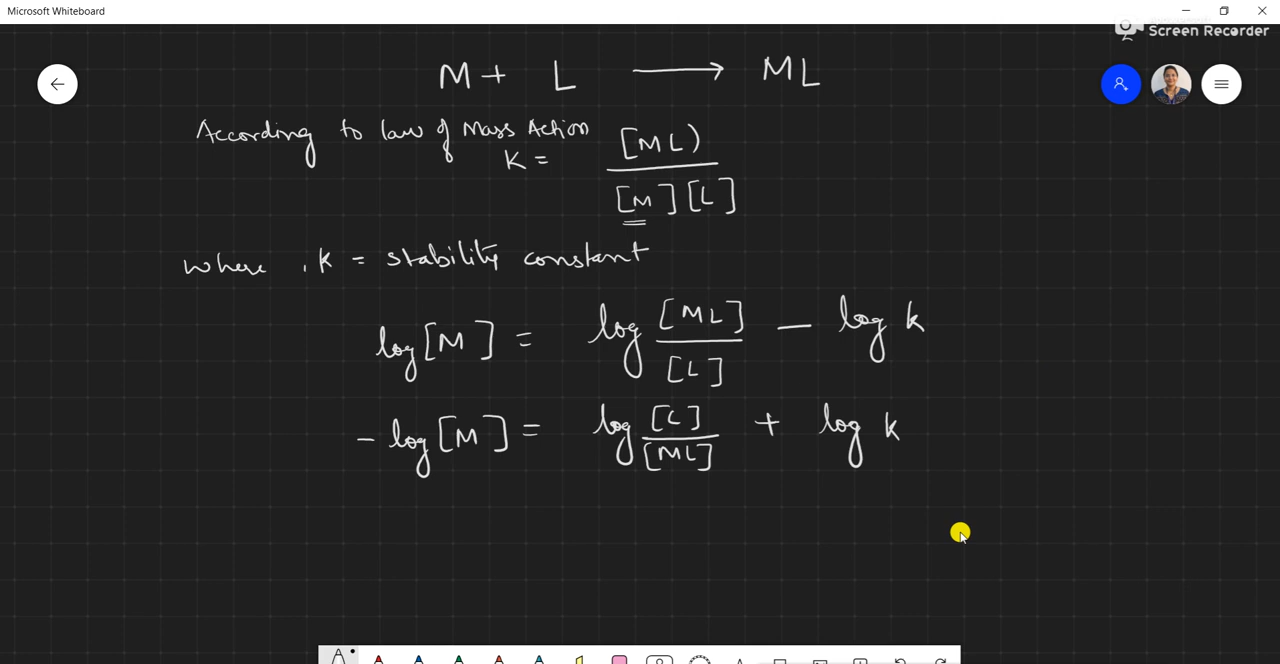 Microsoft Whiteboard
Screen Recorder
M + L ⟶ ML
According to law of Mass Action
K = [ML) / [M][L]
where , K = stability constant
log [M] = log [ML] / [L] − log K
− log [M] = log [L] / [ML] + log K